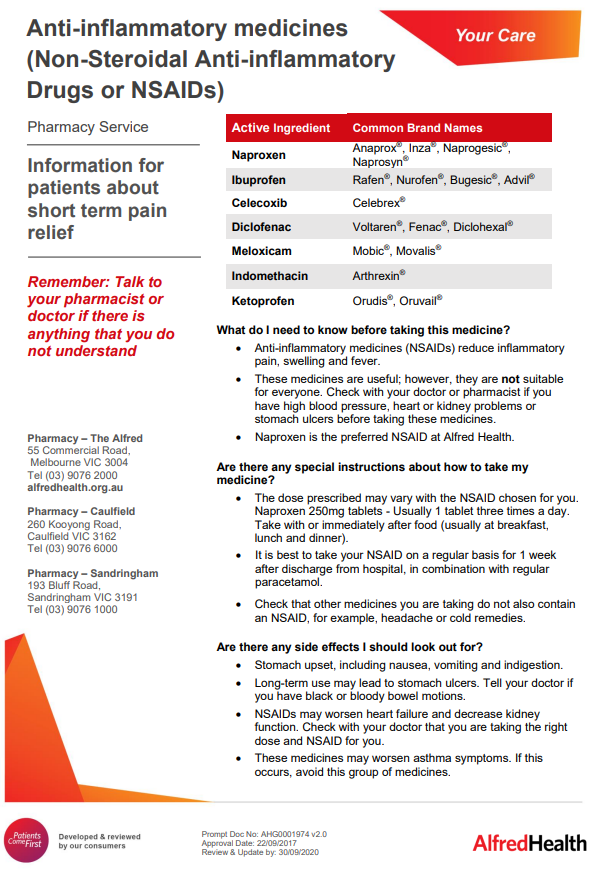 Anti-inflammatory medicines
(Non-Steroidal Anti-inflammatory
Drugs or NSAIDs)
Your Care
Pharmacy Service
Information for
patients about
short term pain
relief
Remember: Talk to
your pharmacist or
doctor if there is
anything that you do
not understand
Pharmacy – The Alfred
55 Commercial Road,
Melbourne VIC 3004
Tel (03) 9076 2000
alfredhealth.org.au
Pharmacy – Caulfield
260 Kooyong Road,
Caulfield VIC 3162
Tel (03) 9076 6000
Pharmacy – Sandringham
193 Bluff Road,
Sandringham VIC 3191
Tel (03) 9076 1000
Active Ingredient Common Brand Names
Naproxen Anaprox®, Inza®, Naprogesic®,
Naprosyn®
Ibuprofen Rafen®, Nurofen®, Bugesic®, Advil®
Celecoxib Celebrex®
Diclofenac Voltaren®, Fenac®, Diclohexal®
Meloxicam Mobic®, Movalis®
Indomethacin Arthrexin®
Ketoprofen Orudis®, Oruvail®
What do I need to know before taking this medicine?
• Anti-inflammatory medicines (NSAIDs) reduce inflammatory
pain, swelling and fever.
• These medicines are useful; however, they are not suitable
for everyone. Check with your doctor or pharmacist if you
have high blood pressure, heart or kidney problems or
stomach ulcers before taking these medicines.
• Naproxen is the preferred NSAID at Alfred Health.
Are there any special instructions about how to take my
medicine?
• The dose prescribed may vary with the NSAID chosen for you.
Naproxen 250mg tablets - Usually 1 tablet three times a day.
Take with or immediately after food (usually at breakfast,
lunch and dinner).
• It is best to take your NSAID on a regular basis for 1 week
after discharge from hospital, in combination with regular
paracetamol.
• Check that other medicines you are taking do not also contain
an NSAID, for example, headache or cold remedies.
Are there any side effects I should look out for?
• Stomach upset, including nausea, vomiting and indigestion.
• Long-term use may lead to stomach ulcers. Tell your doctor if
you have black or bloody bowel motions.
• NSAIDs may worsen heart failure and decrease kidney
function. Check with your doctor that you are taking the right
dose and NSAID for you.
• These medicines may worsen asthma symptoms. If this
occurs, avoid this group of medicines.
Patients
Come First
Developed & reviewed
by our consumers
Prompt Doc No: AHG0001974 v2.0
Approval Date: 22/09/2017
Review & Update by: 30/09/2020
AlfredHealth